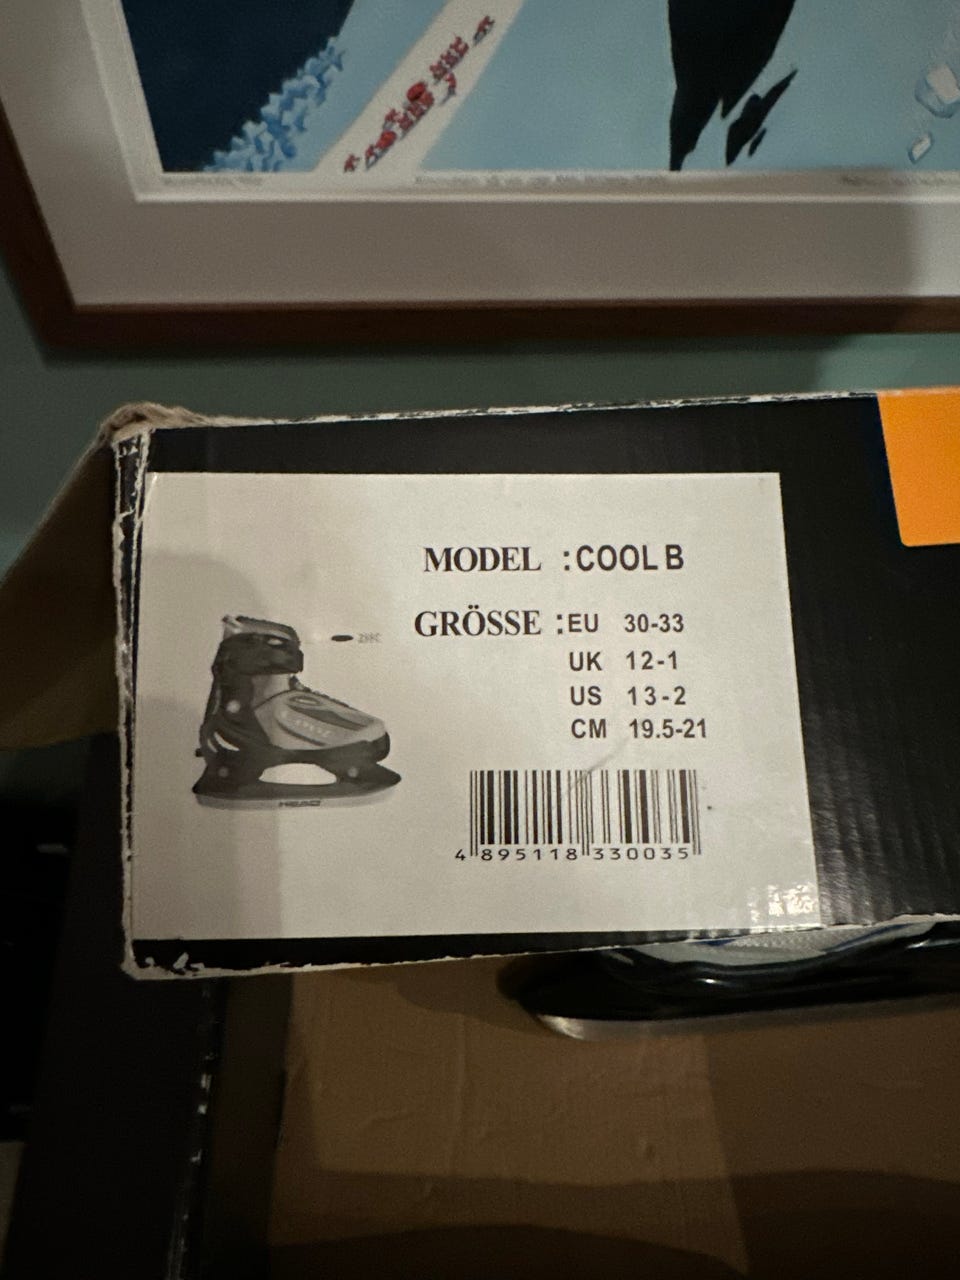 MODEL :COOL B
GRÖSSE :EU 30-33
UK 12-1
US 13-2
CM 19.5-21
HEAD
4 895118 330035